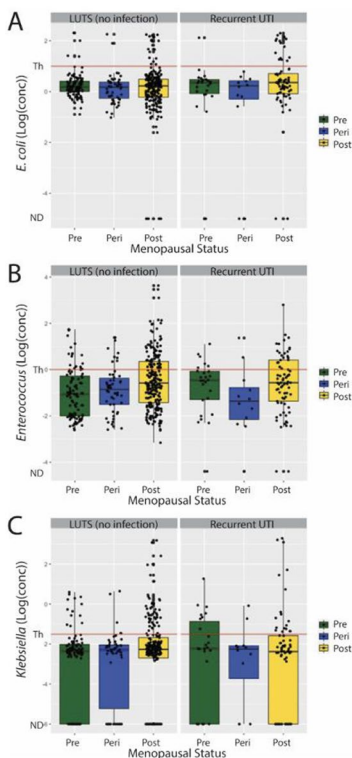 A
LUTS (no infection) Recurrent UTI
2
Th
0
-2
-4
ND
E. coli (Log(conc))
Pre Peri Post Pre Peri Post
Menopausal Status
Pre
Peri
Post
B
LUTS (no infection) Recurrent UTI
4
2
Th 0
-2
-4
ND
Enterococcus (Log(conc))
Pre Peri Post Pre Peri Post
Menopausal Status
Pre
Peri
Post
C
LUTS (no infection) Recurrent UTI
2
0
Th
-2
-4
ND
Klebsiella (Log(conc))
Pre Peri Post Pre Peri Post
Menopausal Status
Pre
Peri
Post